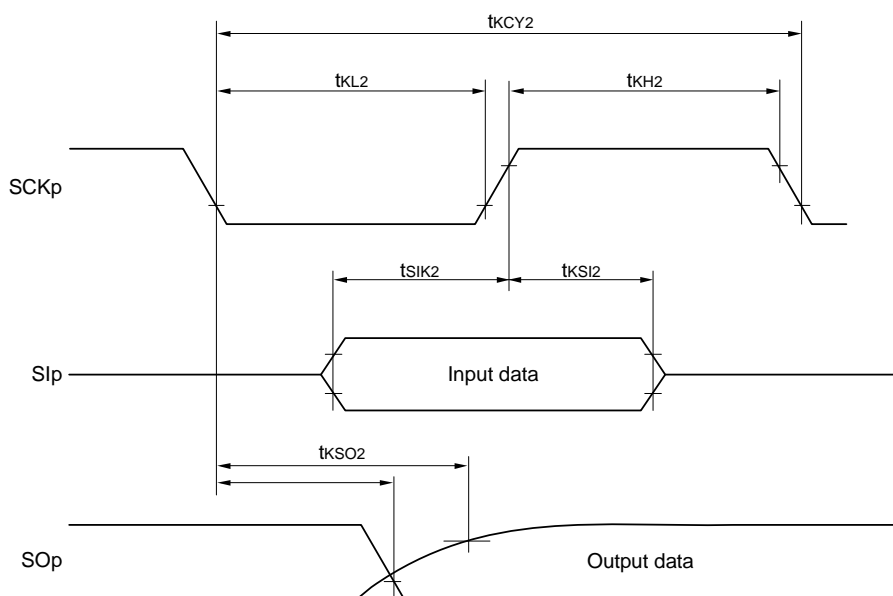 tKCY2
tKL2
tKH2
SCKp
tSIK2
tKSI2
SIp
Input data
tKSO2
SOp
Output data